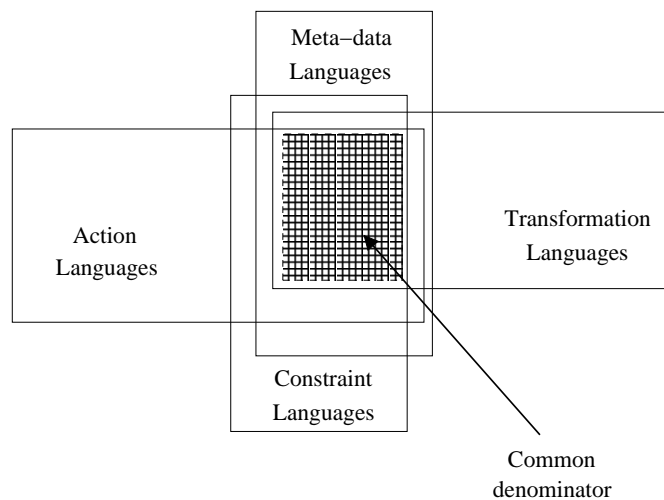 Meta-data
Languages
Action
Languages
Transformation
Languages
Constraint
Languages
Common
denominator